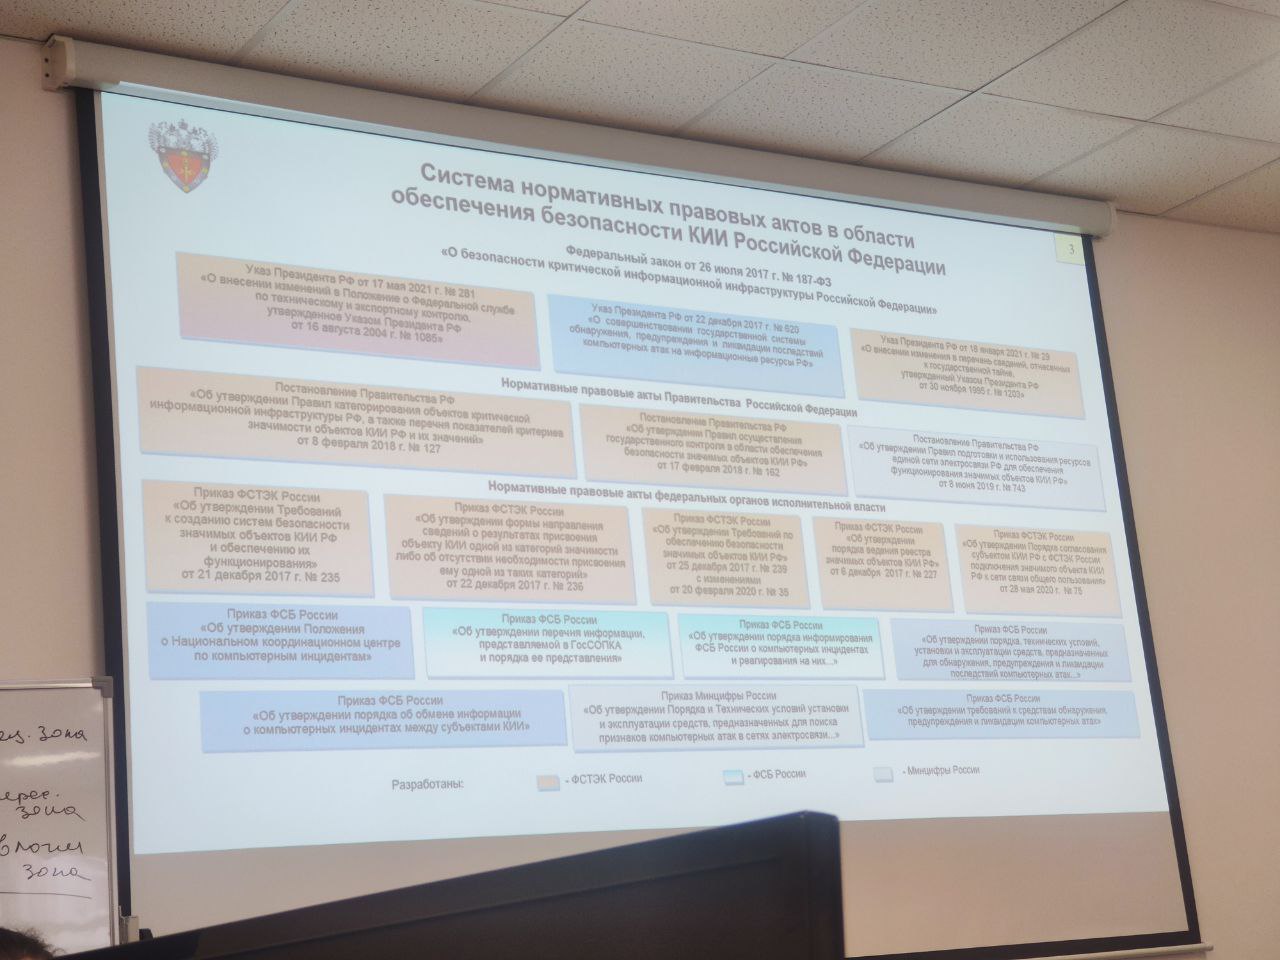 3
Система нормативных правовых актов в области
обеспечения безопасности КИИ Российской Федерации
Федеральный закон от 26 июля 2017 г. № 187-ФЗ
«О безопасности критической информационной инфраструктуры Российской Федерации»
Указ Президента РФ от 17 мая 2021 г. № 281
«О внесении изменений в Положение о Федеральной службе
по техническому и экспортному контролю,
утвержденное Указом Президента РФ
от 16 августа 2004 г. № 1085»
Указ Президента РФ от 22 декабря 2017 г. № 620
«О совершенствовании государственной системы
обнаружения, предупреждения и ликвидации последствий
компьютерных атак на информационные ресурсы РФ»
Указ Президента РФ от 18 января 2021 г. № 29
«О внесении изменения в перечень сведений, отнесенных
к государственной тайне,
утвержденный Указом Президента РФ
от 30 ноября 1995 г. № 1203»
Нормативные правовые акты Правительства Российской Федерации
Постановление Правительства РФ
«Об утверждении Правил категорирования объектов критической
информационной инфраструктуры РФ, а также перечня показателей критериев
значимости объектов КИИ РФ и их значений»
от 8 февраля 2018 г. № 127
Постановление Правительства РФ
«Об утверждении Правил осуществления
государственного контроля в области обеспечения
безопасности значимых объектов КИИ РФ»
от 17 февраля 2018 г. № 162
Постановление Правительства РФ
«Об утверждении Правил подготовки и использования ресурсов
единой сети электросвязи РФ для обеспечения
функционирования значимых объектов КИИ РФ»
от 8 июня 2019 г. № 743
Нормативные правовые акты федеральных органов исполнительной власти
Приказ ФСТЭК России
«Об утверждении Требований
к созданию систем безопасности
значимых объектов КИИ РФ
и обеспечению их
функционирования»
от 21 декабря 2017 г. № 235
Приказ ФСТЭК России
«Об утверждении формы направления
сведений о результатах присвоения
объекту КИИ одной из категорий значимости
либо об отсутствии необходимости присвоения
ему одной из таких категорий»
от 22 декабря 2017 г. № 236
Приказ ФСТЭК России
«Об утверждении Требований по
обеспечению безопасности
значимых объектов КИИ РФ»
от 25 декабря 2017 г. № 239
с изменениями
от 20 февраля 2020 г. № 35
Приказ ФСТЭК России
«Об утверждении
порядка ведения реестра
значимых объектов КИИ РФ»
от 6 декабря 2017 г. № 227
Приказ ФСТЭК России
«Об утверждении Порядка согласования
субъектом КИИ РФ с ФСТЭК России
подключения значимого объекта КИИ
РФ к сети связи общего пользования»
от 28 мая 2020 г. № 75
Приказ ФСБ России
«Об утверждении Положения
о Национальном координационном центре
по компьютерным инцидентам»
Приказ ФСБ России
«Об утверждении перечня информации,
представляемой в ГосСОПКА
и порядка ее представления»
Приказ ФСБ России
«Об утверждении порядка информирования
ФСБ России о компьютерных инцидентах
и реагирования на них...»
Приказ ФСБ России
«Об утверждении порядка, технических условий,
установки и эксплуатации средств, предназначенных
для обнаружения, предупреждения и ликвидации
последствий компьютерных атак...»
Приказ ФСБ России
«Об утверждении порядка об обмене информации
о компьютерных инцидентах между субъектами КИИ»
Приказ Минцифры России
«Об утверждении Порядка и Технических условий установки
и эксплуатации средств, предназначенных для поиска
признаков компьютерных атак в сетях электросвязи...»
Приказ ФСБ России
«Об утверждении требований к средствам обнаружения,
предупреждения и ликвидации компьютерных атак»
Разработаны:
- ФСТЭК России
- ФСБ России
- Минцифры России
зона
зона
зона